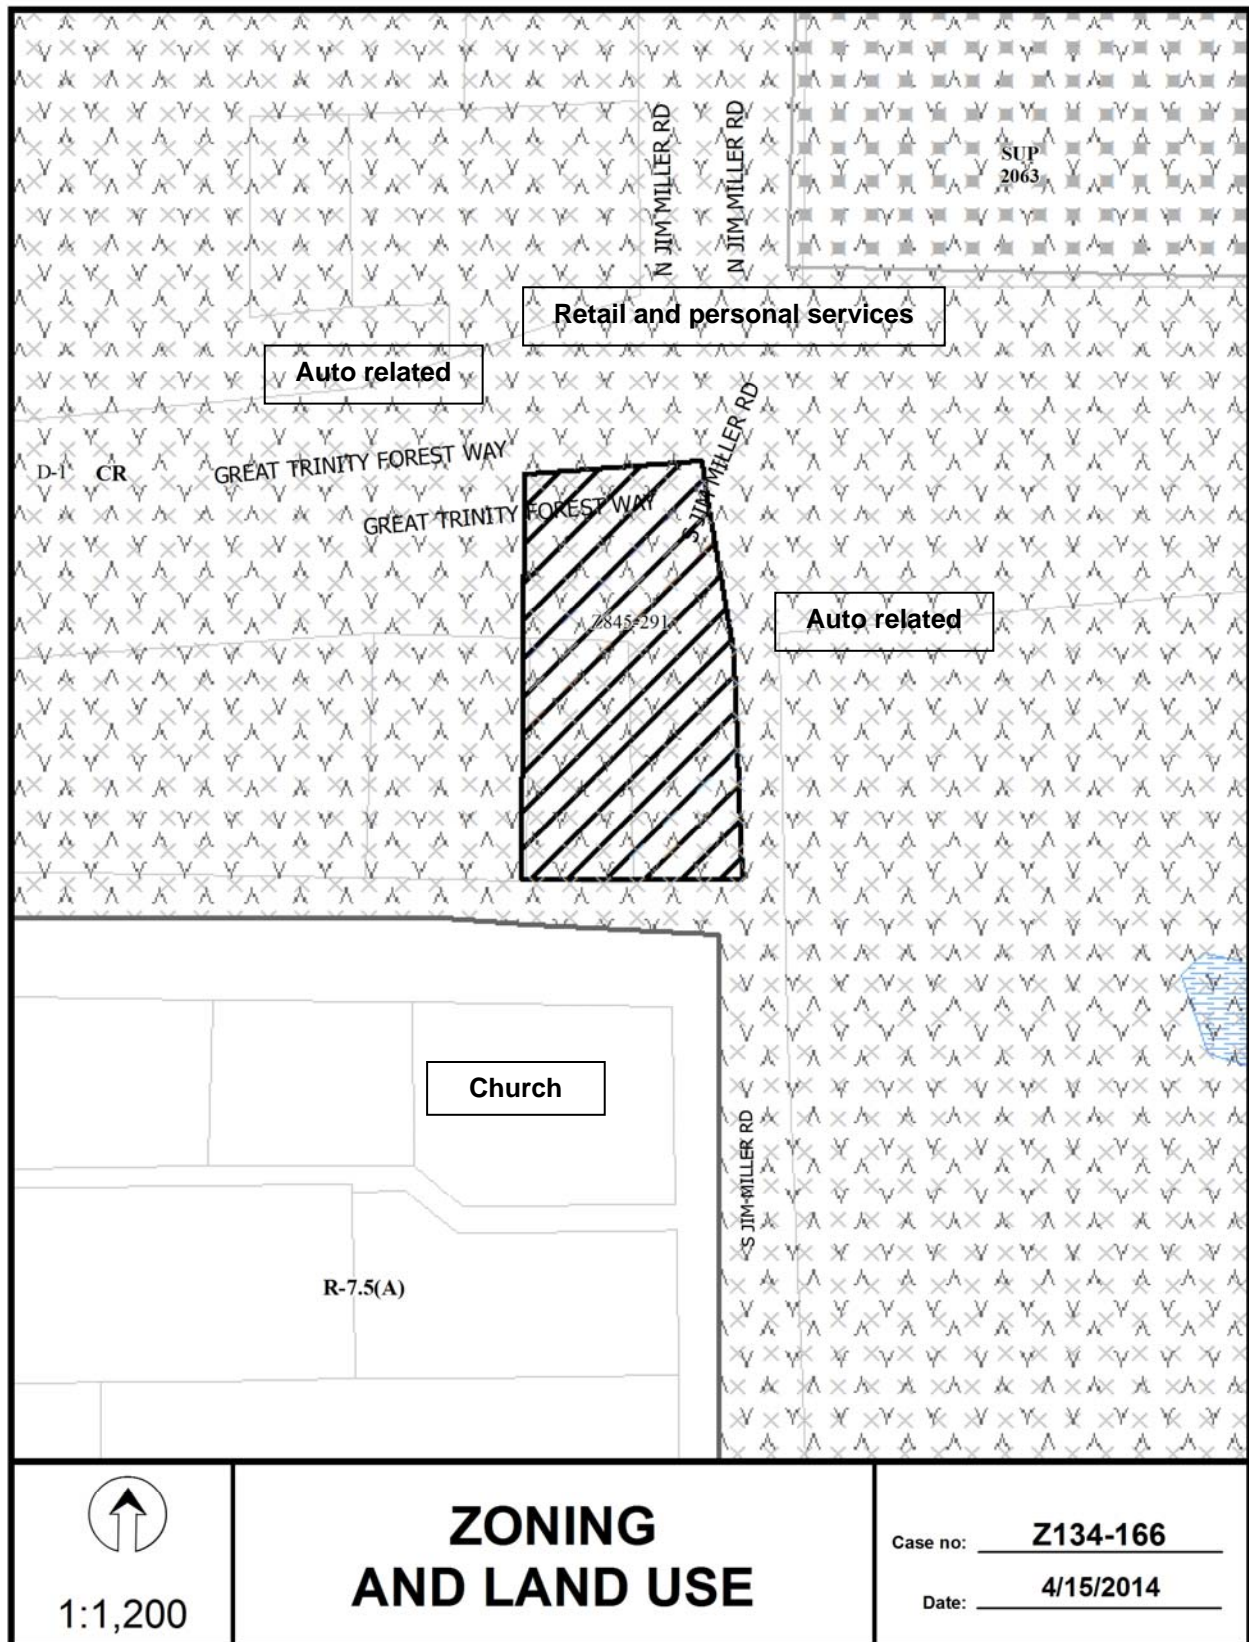 N JIM MILLER RD
N JIM MILLER RD
SUP
2063
Retail and personal services
Auto related
S JIM MILLER RD
D-1
CR
GREAT TRINITY FOREST WAY
GREAT TRINITY FOREST WAY
Z845-291
Auto related
Church
S JIM MILLER RD
R-7.5(A)
1:1,200
ZONING
AND LAND USE
Case no: Z134-166
Date: 4/15/2014